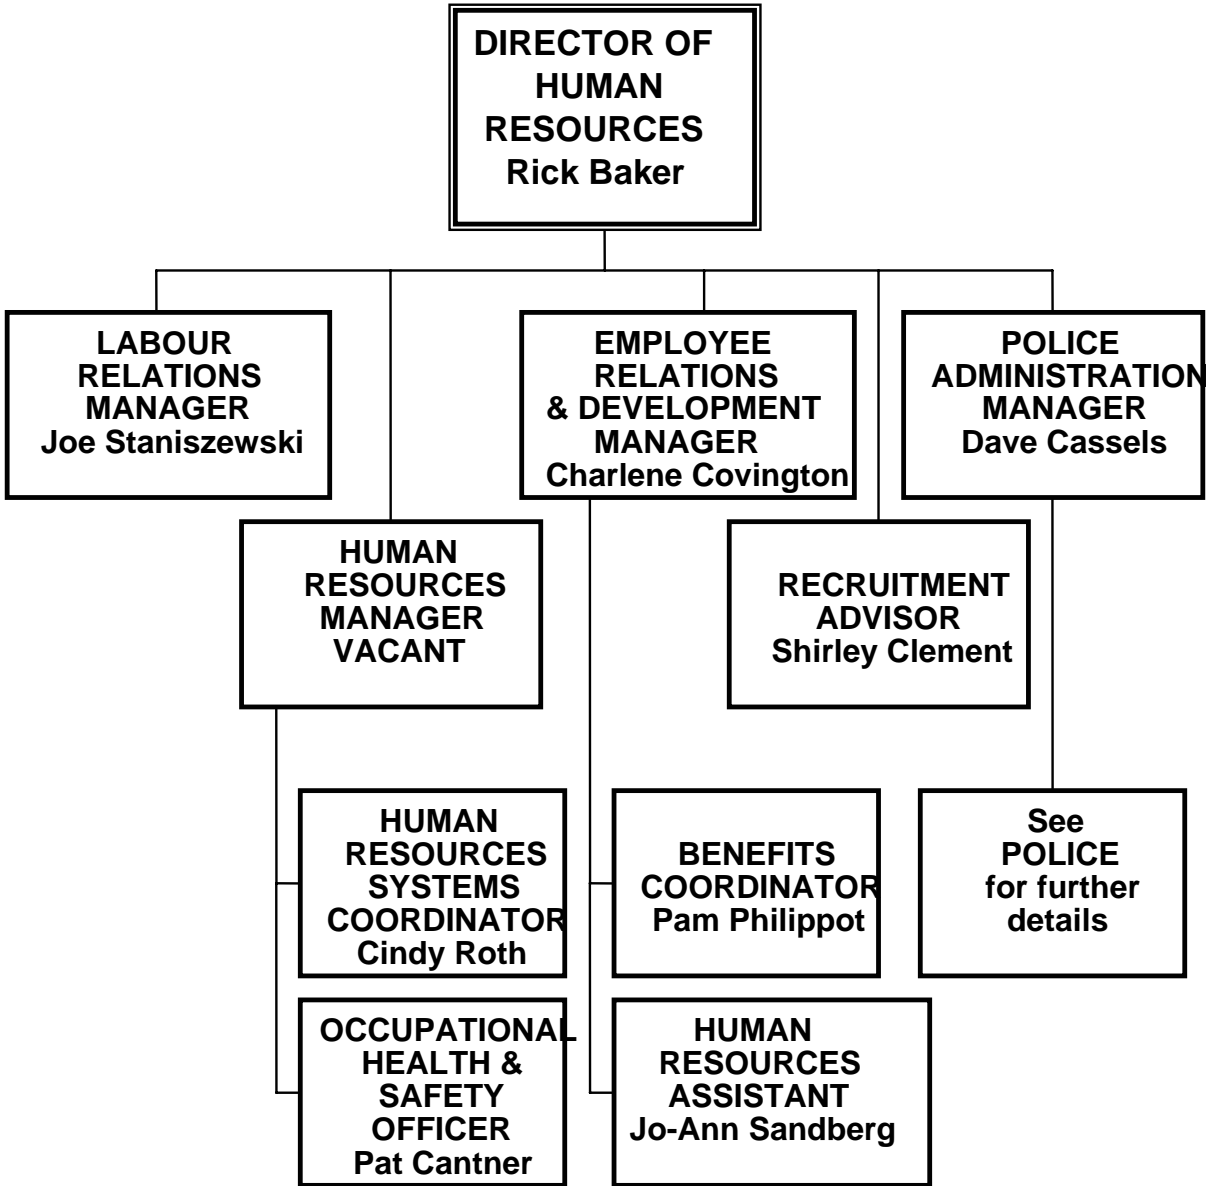 DIRECTOR OF
HUMAN
RESOURCES
Rick Baker
LABOUR
RELATIONS
MANAGER
Joe Staniszewski
EMPLOYEE
RELATIONS
& DEVELOPMENT
MANAGER
Charlene Covington
POLICE
ADMINISTRATION
MANAGER
Dave Cassels
HUMAN
RESOURCES
MANAGER
VACANT
RECRUITMENT
ADVISOR
Shirley Clement
HUMAN
RESOURCES
SYSTEMS
COORDINATOR
Cindy Roth
BENEFITS
COORDINATOR
Pam Philippot
See
POLICE
for further
details
OCCUPATIONAL
HEALTH &
SAFETY
OFFICER
Pat Cantner
HUMAN
RESOURCES
ASSISTANT
Jo-Ann Sandberg